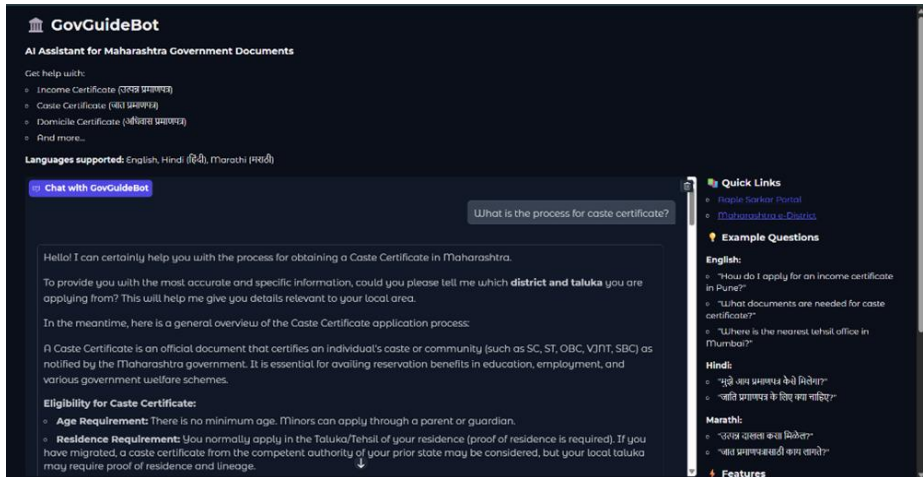 🏛 GovGuideBot
AI Assistant for Maharashtra Government Documents
Get help with:
Income Certificate (उत्पन्न प्रमाणपत्र)
Caste Certificate (जात प्रमाणपत्र)
Domicile Certificate (अधिवास प्रमाणपत्र)
And more...
Languages supported: English, Hindi (हिंदी), Marathi (मराठी)
Chat with GovGuideBot
What is the process for caste certificate?
Hello! I can certainly help you with the process for obtaining a Caste Certificate in Maharashtra.
To provide you with the most accurate and specific information, could you please tell me which district and taluka you are
applying from? This will help me give you details relevant to your local area.
In the meantime, here is a general overview of the Caste Certificate application process:
A Caste Certificate is an official document that certifies an individual's caste or community (such as SC, ST, OBC, VJNT, SBC) as
notified by the Maharashtra government. It is essential for availing reservation benefits in education, employment, and
various government welfare schemes.
Eligibility for Caste Certificate:
Age Requirement: There is no minimum age. Minors can apply through a parent or guardian.
Residence Requirement: You normally apply in the Taluka/Tehsil of your residence (proof of residence is required). If you
have migrated, a caste certificate from the competent authority of your prior state may be considered, but your local taluka
may require proof of residence and lineage.
Quick Links
Aaple Sarkar Portal
Maharashtra e-District
Example Questions
English:
"How do I apply for an income certificate
in Pune?"
"What documents are needed for caste
certificate?"
"Where is the nearest tehsil office in
Mumbai?"
Hindi:
"मुझे आय प्रमाणपत्र कैसे मिलेगा?"
"जाति प्रमाणपत्र के लिए क्या चाहिए?"
Marathi:
"उत्पन्न दाखला कसा मिळेल?"
"जात प्रमाणपत्रासाठी काय लागते?"
Features